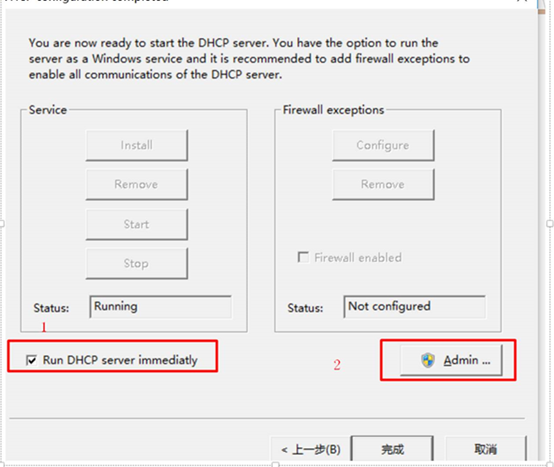 You are now ready to start the DHCP server. You have the option to run the
server as a Windows service and it is recommended to add firewall exceptions to
enable all communications of the DHCP server.
Service
Install
Remove
Start
Stop
Status: Running
Firewall exceptions
Configure
Remove
Firewall enabled
Status: Not configured
1
Run DHCP server immediatly
2
Admin ...
< 上一步(B)
完成
取消